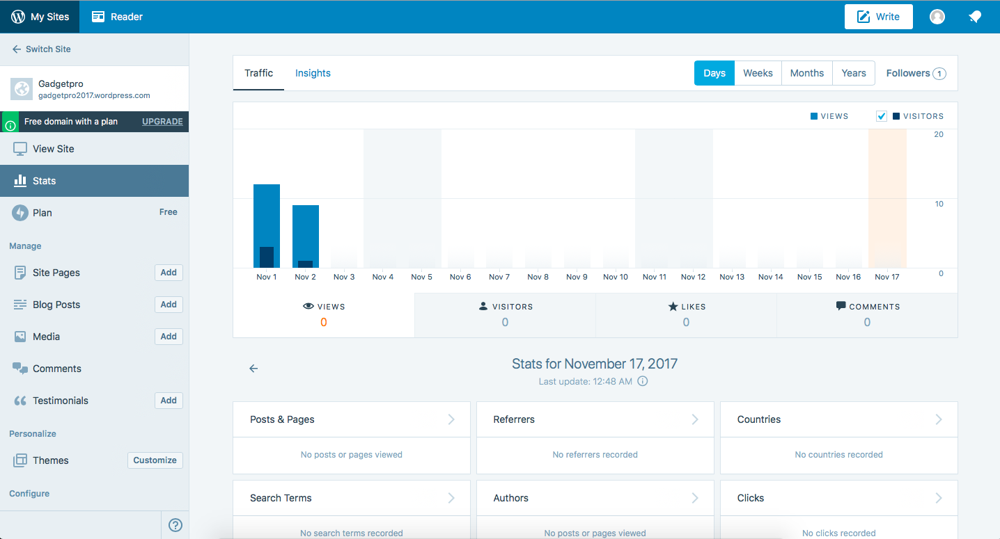 My Sites
Reader
Write
Switch Site
Gadgetpro
gadgetpro2017.wordpress.com
Free domain with a plan UPGRADE
View Site
Stats
Plan Free
Manage
Site Pages Add
Blog Posts Add
Media Add
Comments
Testimonials Add
Personalize
Themes Customize
Configure
Traffic Insights Days Weeks Months Years Followers 1
VIEWS VISITORS
20
10
0
Nov 1 Nov 2 Nov 3 Nov 4 Nov 5 Nov 6 Nov 7 Nov 8 Nov 9 Nov 10 Nov 11 Nov 12 Nov 13 Nov 14 Nov 15 Nov 16 Nov 17
VIEWS VISITORS LIKES COMMENTS
0 0 0 0
Stats for November 17, 2017
Last update: 12:48 AM
Posts & Pages Referrers Countries
No posts or pages viewed No referrers recorded No countries recorded
Search Terms Authors Clicks
No search terms recorded No posts or pages viewed No clicks recorded